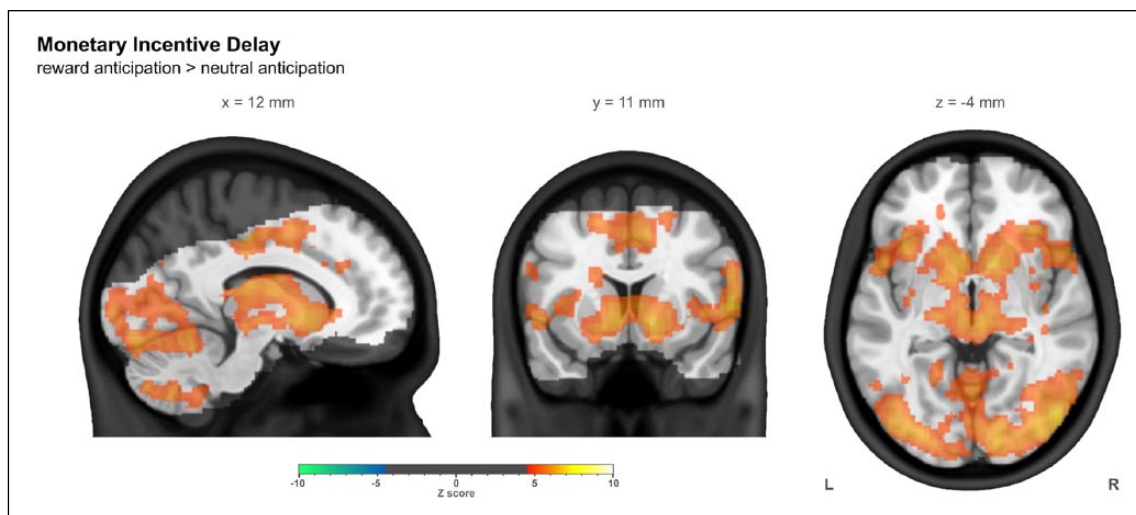 Monetary Incentive Delay
reward anticipation > neutral anticipation
x = 12 mm
y = 11 mm
z = -4 mm
-10 -5 0 5 10
Z score
L R